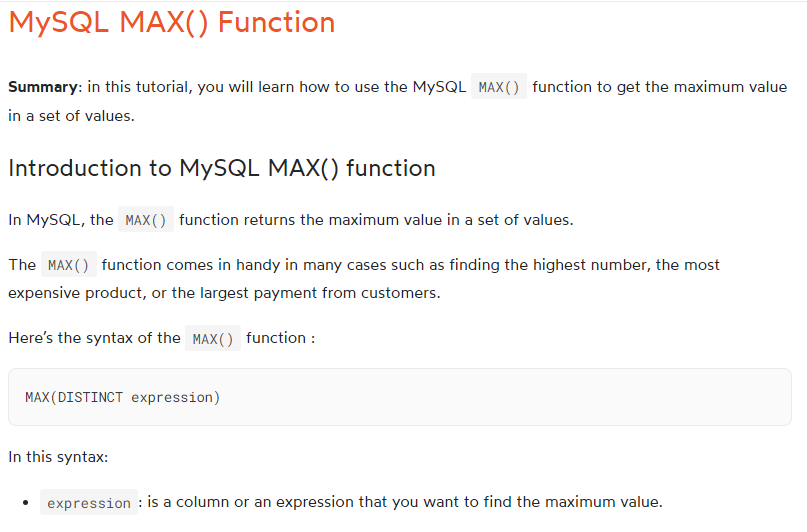 MySQL MAX() Function
Summary: in this tutorial, you will learn how to use the MySQL MAX() function to get the maximum value
in a set of values.
Introduction to MySQL MAX() function
In MySQL, the MAX() function returns the maximum value in a set of values.
The MAX() function comes in handy in many cases such as finding the highest number, the most
expensive product, or the largest payment from customers.
Here’s the syntax of the MAX() function :
MAX(DISTINCT expression)
In this syntax:
• expression : is a column or an expression that you want to find the maximum value.